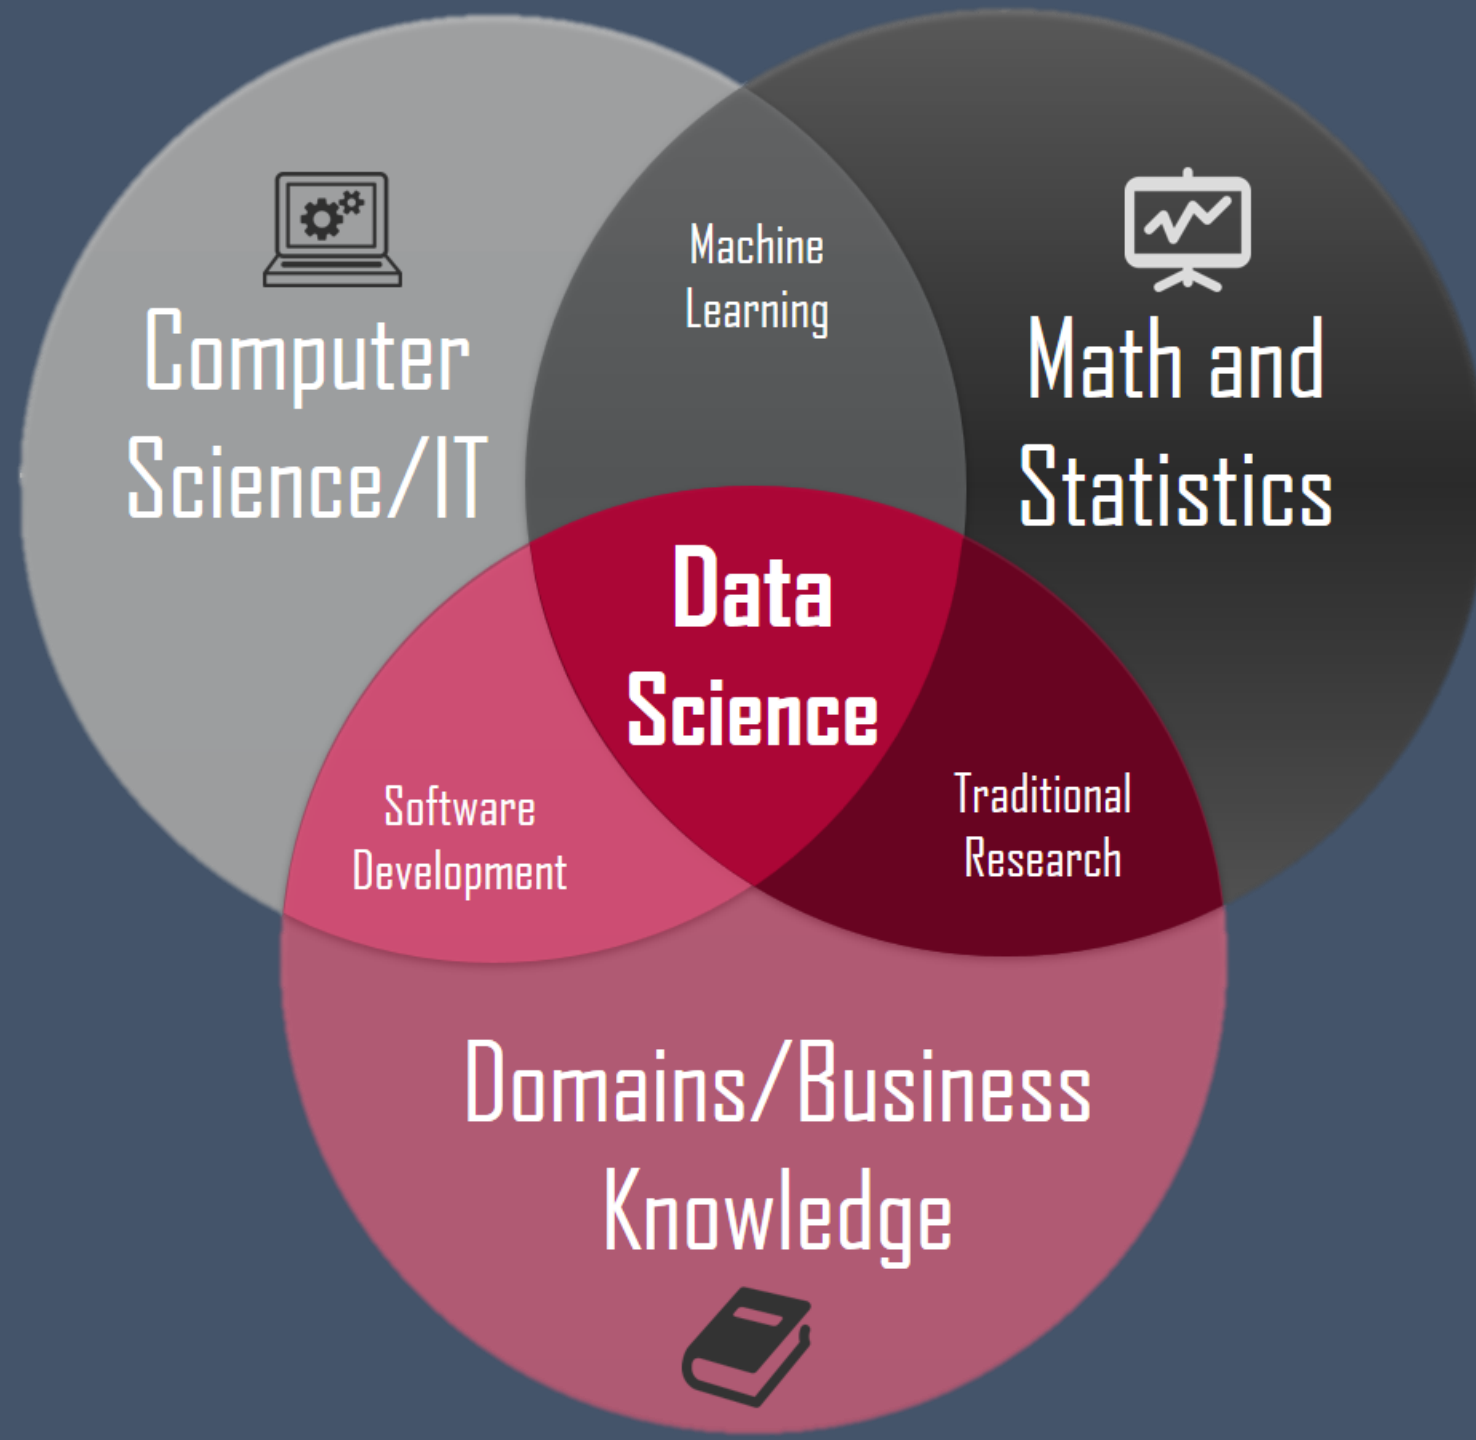 Machine
Learning
Computer
Science/IT
Math and
Statistics
Data
Science
Software
Development
Traditional
Research
Domains/Business
Knowledge